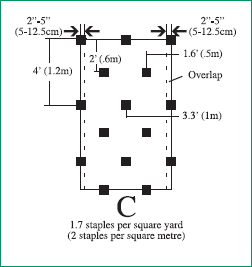 2"-5" 2"-5"
(5-12.5cm) (5-12.5cm)
2' (.6m) 1.6' (.5m)
4' (1.2m) Overlap
3.3' (1m)
C
1.7 staples per square yard
(2 staples per square metre)